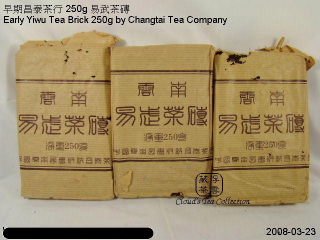 早期昌泰茶行 250g 易武茶磚
Early Yiwu Tea Brick 250g by Changtai Tea Company
雲南
易武茶磚
淨重250克
雲南
易武茶磚
淨重250克
雲南
易武茶磚
淨重250克
Cloud's Tea Collection
2008-03-23